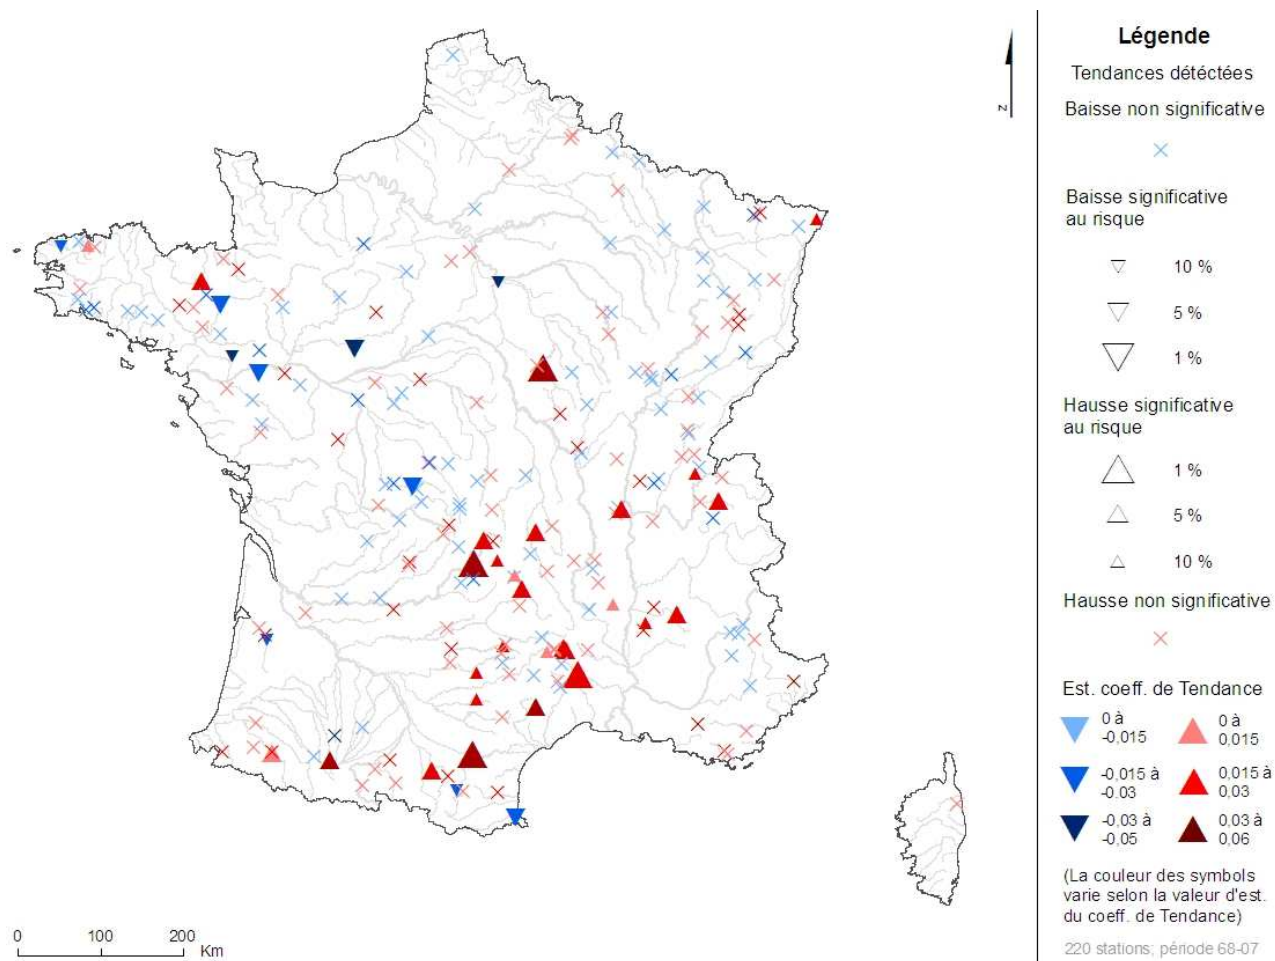 Légende
Tendances détéctées
Baisse non significative
Baisse significative
au risque
10 %
5 %
1 %
Hausse significative
au risque
1 %
5 %
10 %
Hausse non significative
Est. coeff. de Tendance
0 à
-0,015
0 à
0,015
-0,015 à
-0.03
0,015 à
0,03
-0,03 à
-0,05
0,03 à
0,06
(La couleur des symbols
varie selon la valeur d'est.
du coeff. de Tendance)
220 stations; période 68-07
N
0 100 200
Km